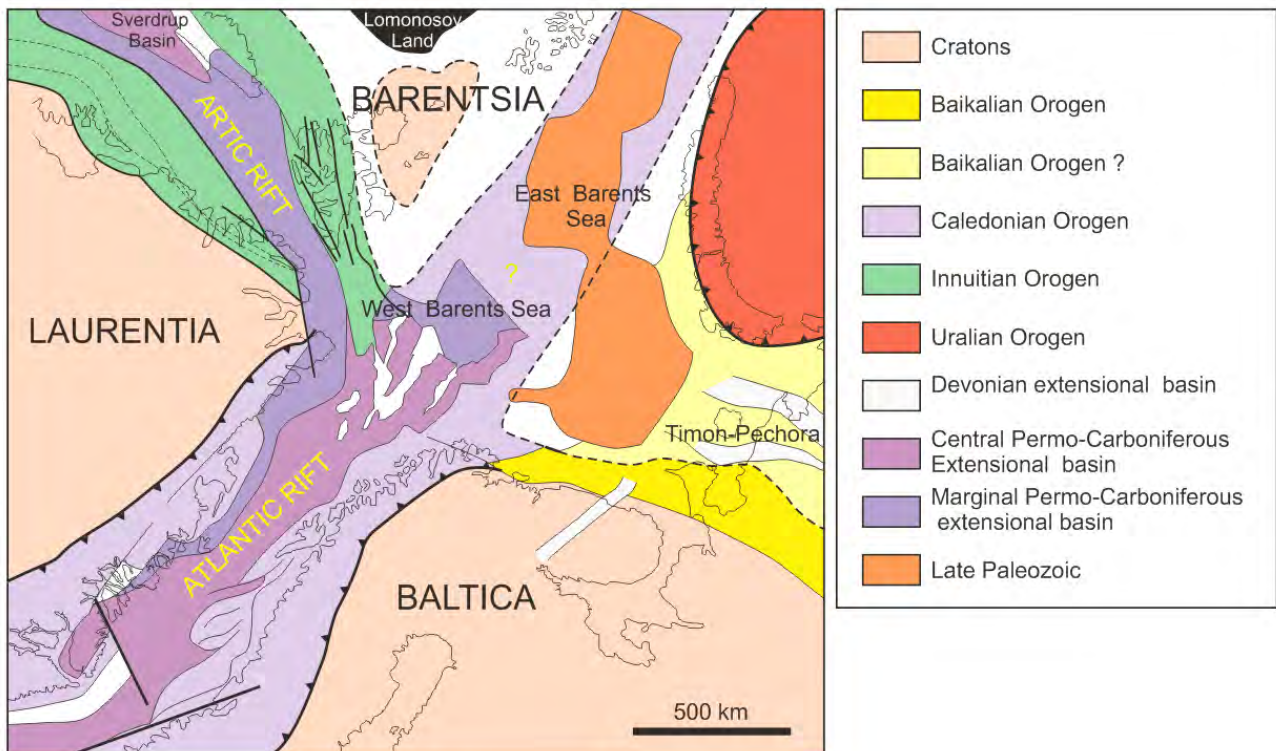 Sverdrup
Basin
Lomonosov
Land
BARENTSIA
ARTIC RIFT
East Barents
Sea
?
West Barents Sea
LAURENTIA
Timon-Pechora
ATLANTIC RIFT
BALTICA
500 km
Cratons
Baikalian Orogen
Baikalian Orogen ?
Caledonian Orogen
Innuitian Orogen
Uralian Orogen
Devonian extensional basin
Central Permo-Carboniferous
Extensional basin
Marginal Permo-Carboniferous
extensional basin
Late Paleozoic